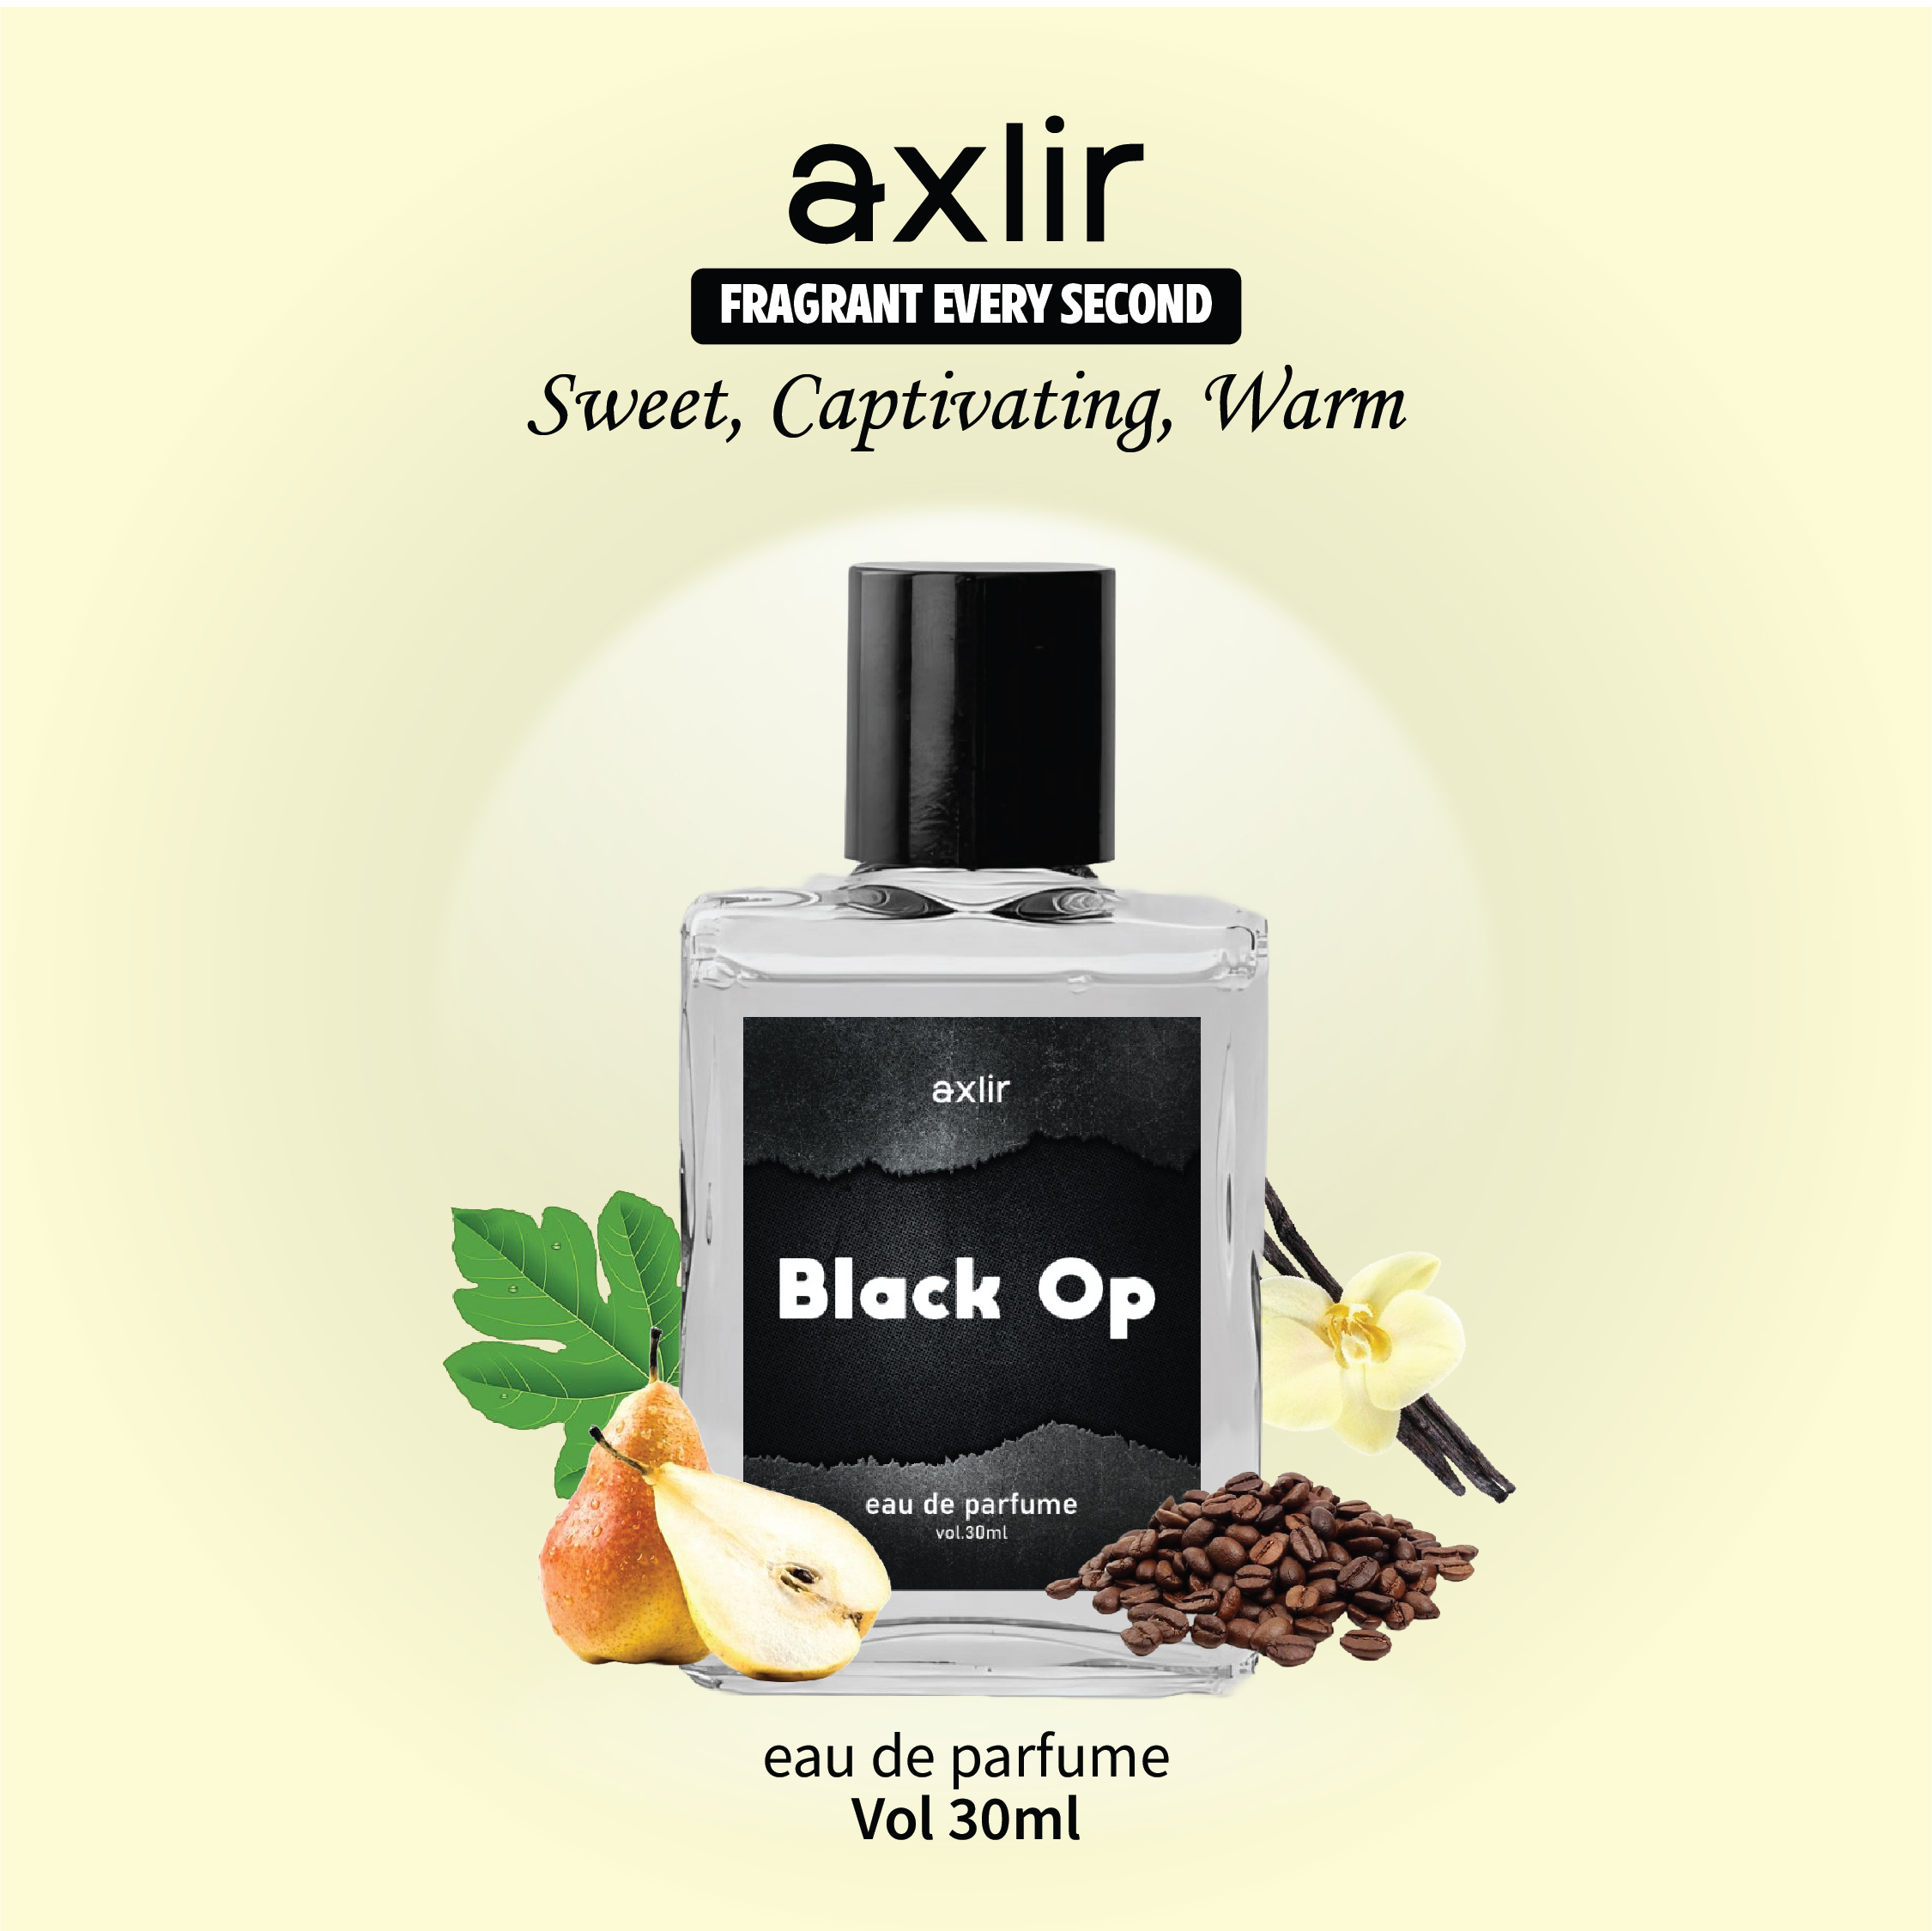 axlir
FRAGRANT EVERY SECOND
Sweet, Captivating, Warm
axlir
Black Op
eau de parfume
vol.30ml
eau de parfume
Vol 30ml